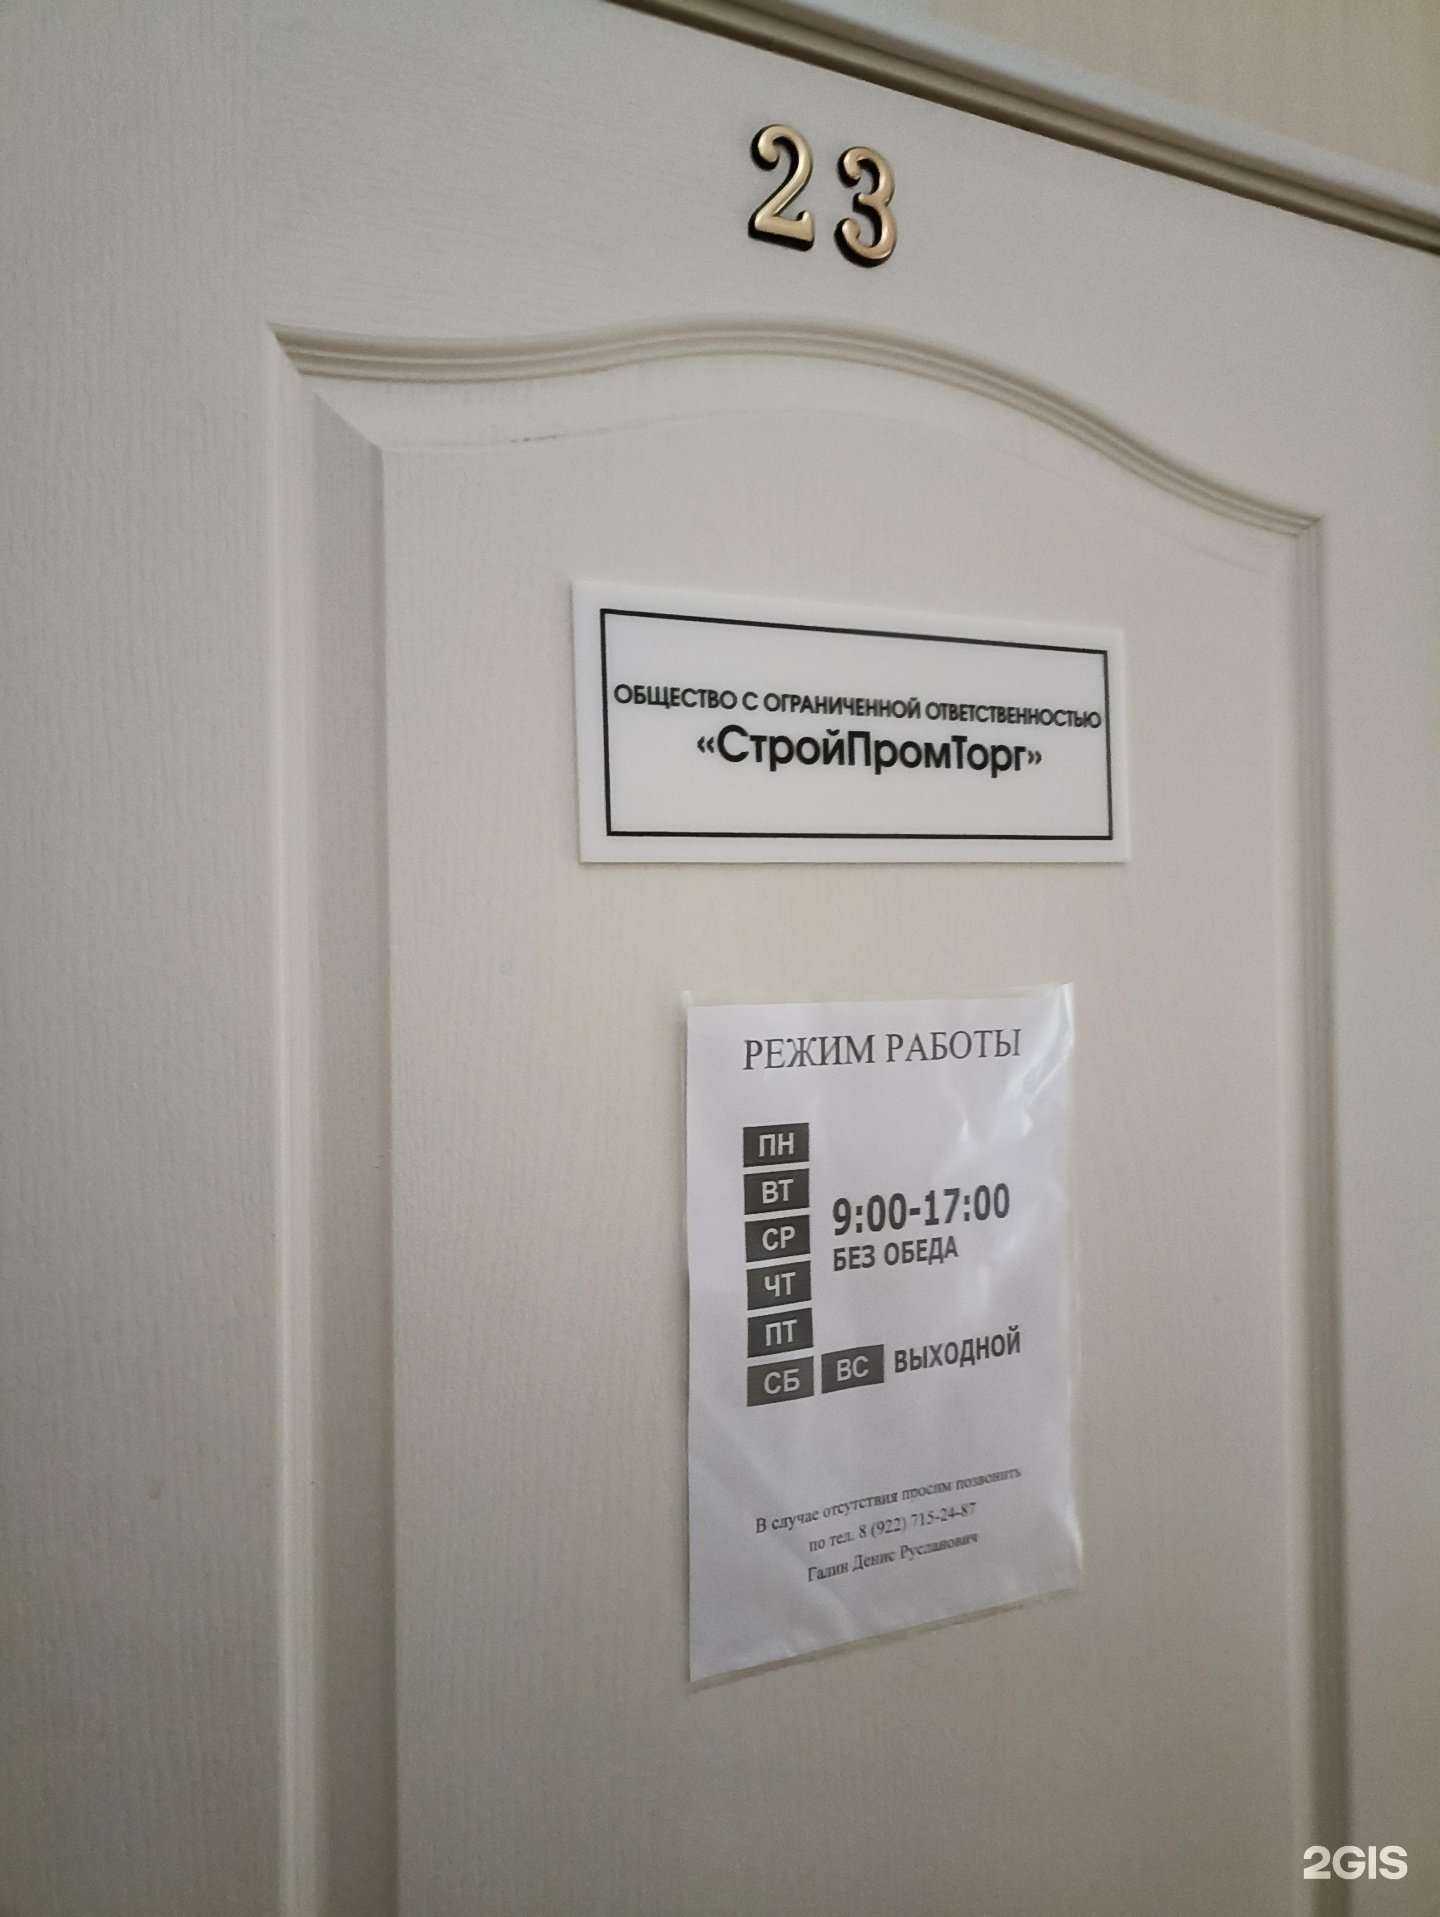 23
ОБЩЕСТВО С ОГРАНИЧЕННОЙ ОТВЕТСТВЕННОСТЬЮ
«СтройПромТорг»
РЕЖИМ РАБОТЫ
ПН
ВТ
СР
ЧТ
ПТ
9:00-17:00
БЕЗ ОБЕДА
СБ ВС ВЫХОДНОЙ
В случае отсутствия просим позвонить
по тел. 8 (922) 715-24-87
Галин Денис Русланович
2GIS